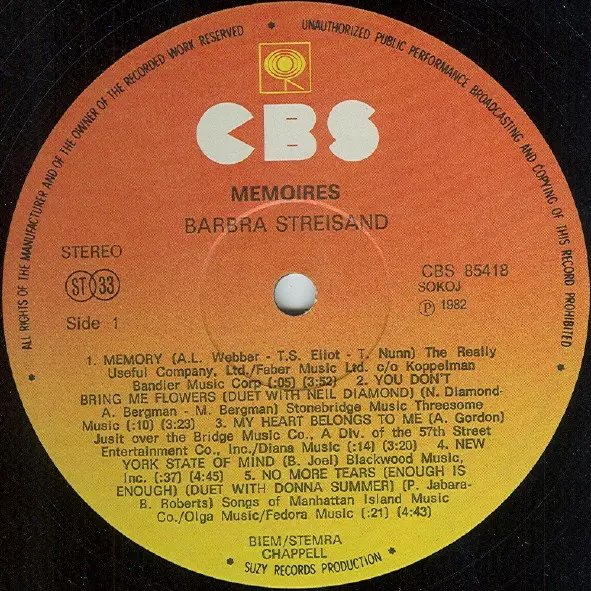 ALL RIGHTS OF THE MANUFACTURER AND OF THE OWNER OF THE RECORDED WORK RESERVED * UNAUTHORIZED PUBLIC PERFORMANCE BROADCASTING AND COPYING OF THIS RECORD PROHIBITED
CBS
MEMOIRES
BARBRA STREISAND
STEREO
ST 33
Side 1
CBS 85418
SOKOJ
℗ 1982
1. MEMORY (A.L. Webber - T.S. Eliot - T. Nunn) The Really
Useful Company, Ltd./Faber Music Ltd. c/o Koppelman
Bandier Music Corp (:05) (3:52) 2. YOU DON'T
BRING ME FLOWERS (DUET WITH NEIL DIAMOND) (N. Diamond-
A. Bergman - M. Bergman) Stonebridge Music Threesome
Music (:10) (3:23) 3. MY HEART BELONGS TO ME (A. Gordon)
Jusit over the Bridge Music Co., A Div. of the 57th Street
Entertainment Co., Inc./Diana Music (:14) (3:20) 4. NEW
YORK STATE OF MIND (B. Joel) Blackwood Music,
Inc. (:37) (4:45) 5. NO MORE TEARS (ENOUGH IS
ENOUGH) (DUET WITH DONNA SUMMER) (P. Jabara-
B. Roberts) Songs of Manhattan Island Music
Co./Olga Music/Fedora Music (:21) (4:43)
BIEM/STEMRA
CHAPPELL
* SUZY RECORDS PRODUCTION *